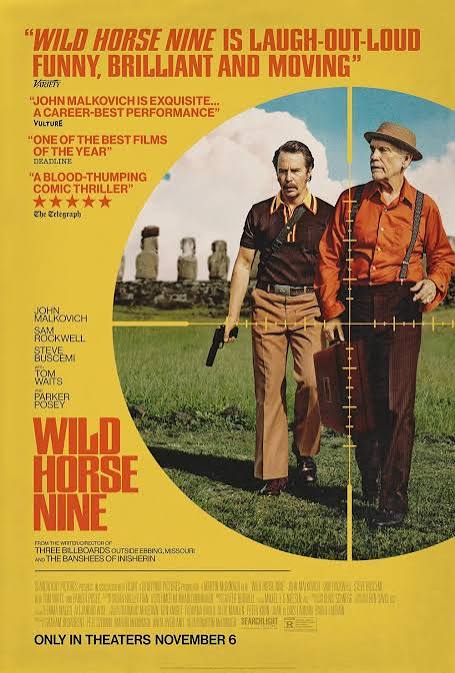 “WILD HORSE NINE IS LAUGH-OUT-LOUD
FUNNY, BRILLIANT AND MOVING”
VARIETY
“JOHN MALKOVICH IS EXQUISITE...
A CAREER-BEST PERFORMANCE”
VULTURE
“ONE OF THE BEST FILMS
OF THE YEAR”
DEADLINE
“A BLOOD-THUMPING
COMIC THRILLER”
★★★★★
The Telegraph
JOHN
MALKOVICH
SAM
ROCKWELL
STEVE
BUSCEMI
TOM
WAITS
PARKER
POSEY
WILD
HORSE
NINE
FROM THE WRITER/DIRECTOR OF
THREE BILLBOARDS OUTSIDE EBBING, MISSOURI
AND THE BANSHEES OF INISHERIN
SEARCHLIGHT
R
ONLY IN THEATERS NOVEMBER 6